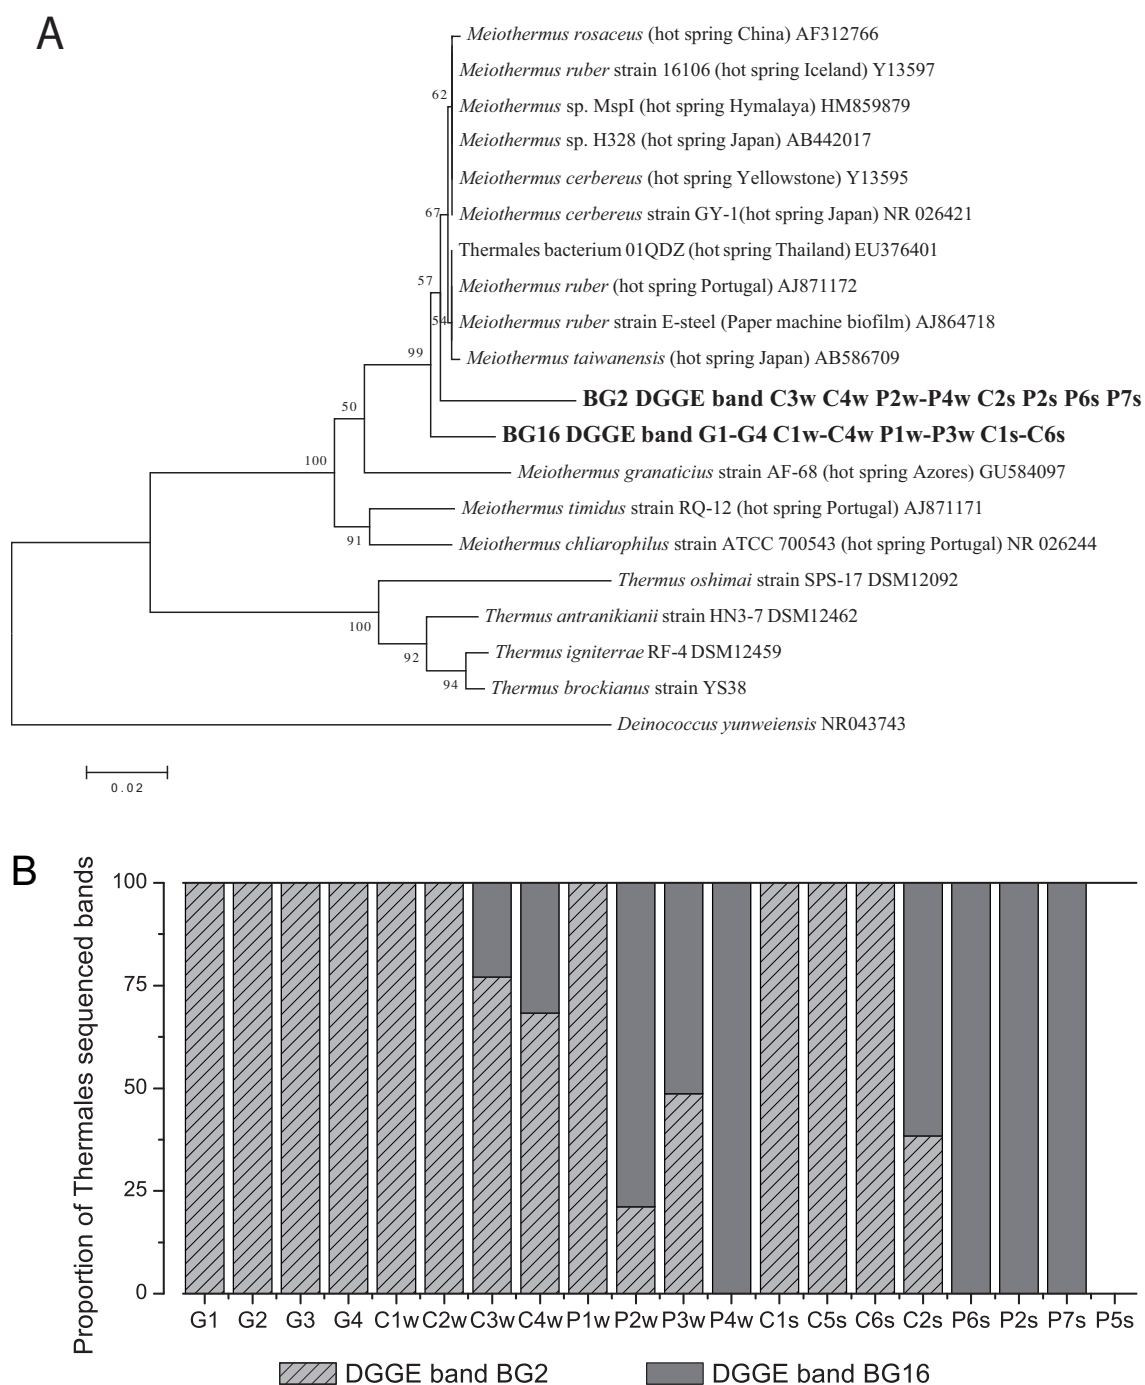 A
Meiothermus rosaceus (hot spring China) AF312766
Meiothermus ruber strain 16106 (hot spring Iceland) Y13597
62
Meiothermus sp. MspI (hot spring Hymalaya) HM859879
Meiothermus sp. H328 (hot spring Japan) AB442017
Meiothermus cerbereus (hot spring Yellowstone) Y13595
67
Meiothermus cerbereus strain GY-1(hot spring Japan) NR 026421
Thermales bacterium 01QDZ (hot spring Thailand) EU376401
57
Meiothermus ruber (hot spring Portugal) AJ871172
54
Meiothermus ruber strain E-steel (Paper machine biofilm) AJ864718
99
Meiothermus taiwanensis (hot spring Japan) AB586709
BG2 DGGE band C3w C4w P2w-P4w C2s P2s P6s P7s
50
BG16 DGGE band G1-G4 C1w-C4w P1w-P3w C1s-C6s
100
Meiothermus granaticius strain AF-68 (hot spring Azores) GU584097
Meiothermus timidus strain RQ-12 (hot spring Portugal) AJ871171
91
Meiothermus chliarophilus strain ATCC 700543 (hot spring Portugal) NR 026244
Thermus oshimai strain SPS-17 DSM12092
100
Thermus antranikianii strain HN3-7 DSM12462
92
Thermus igniterrae RF-4 DSM12459
94
Thermus brockianus strain YS38
Deinococcus yunweiensis NR043743
0.02
B
Proportion of Thermales sequenced bands
100
75
50
25
0
G1 G2 G3 G4 C1w C2w C3w C4w P1w P2w P3w P4w C1s C5s C6s C2s P6s P2s P7s P5s
DGGE band BG2 DGGE band BG16